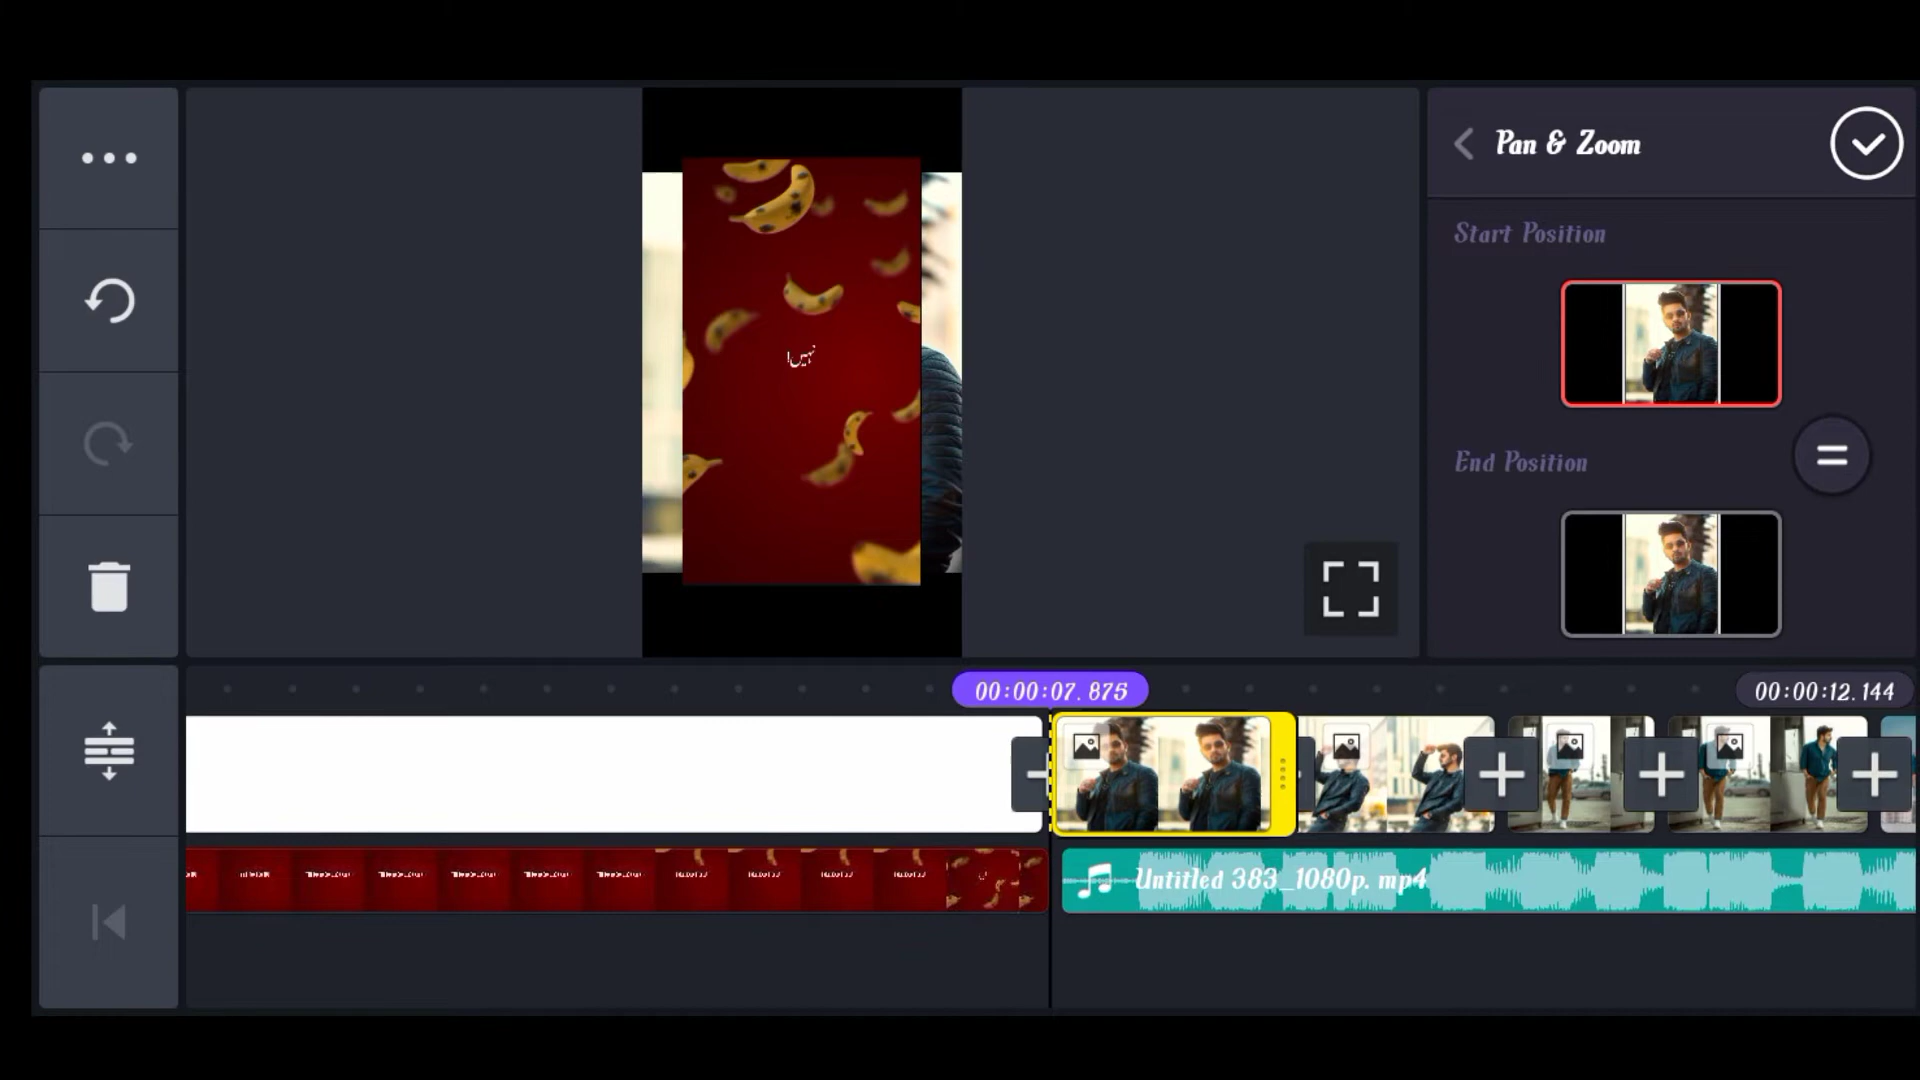 Pan & Zoom
Start Position
نہیں!
End Position
00:00:07.875
00:00:12.144
Untitled 383_1080p.mp4